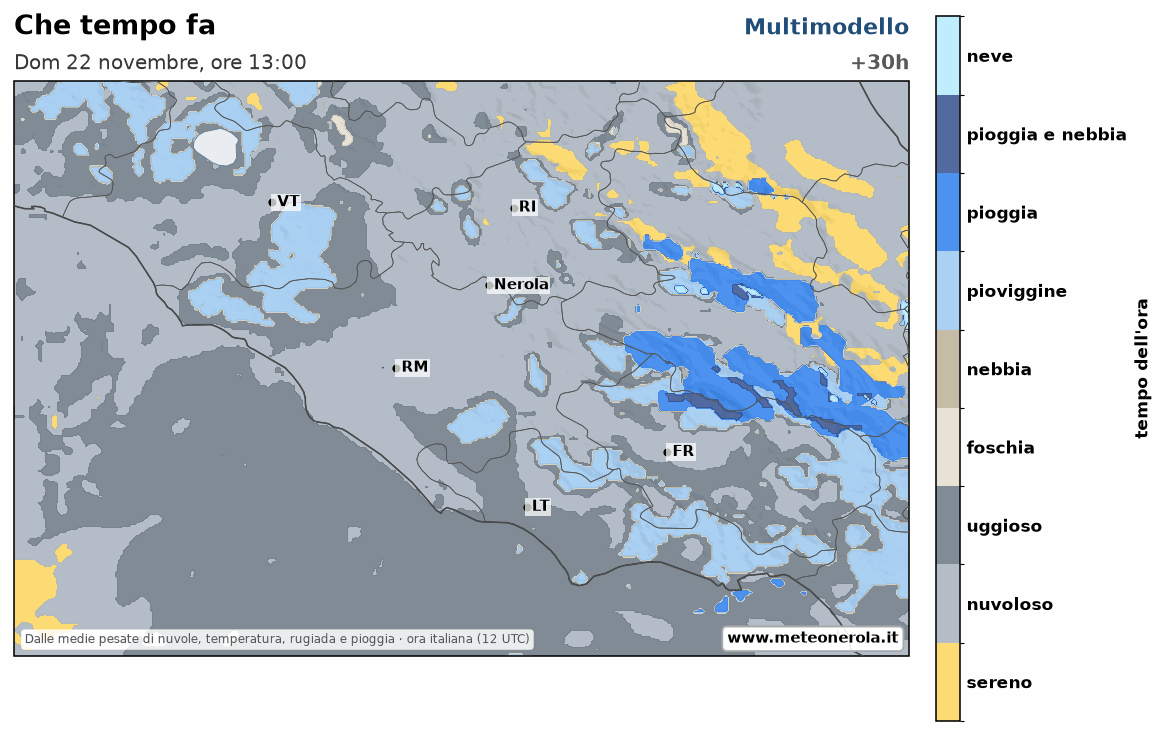 Che tempo fa
Multimodello
Dom 22 novembre, ore 13:00
+30h
VT
RI
Nerola
RM
FR
LT
Dalle medie pesate di nuvole, temperatura, rugiada e pioggia · ora italiana (12 UTC)
www.meteonerola.it
neve
pioggia e nebbia
pioggia
pioviggine
nebbia
foschia
uggioso
nuvoloso
sereno
tempo dell'ora